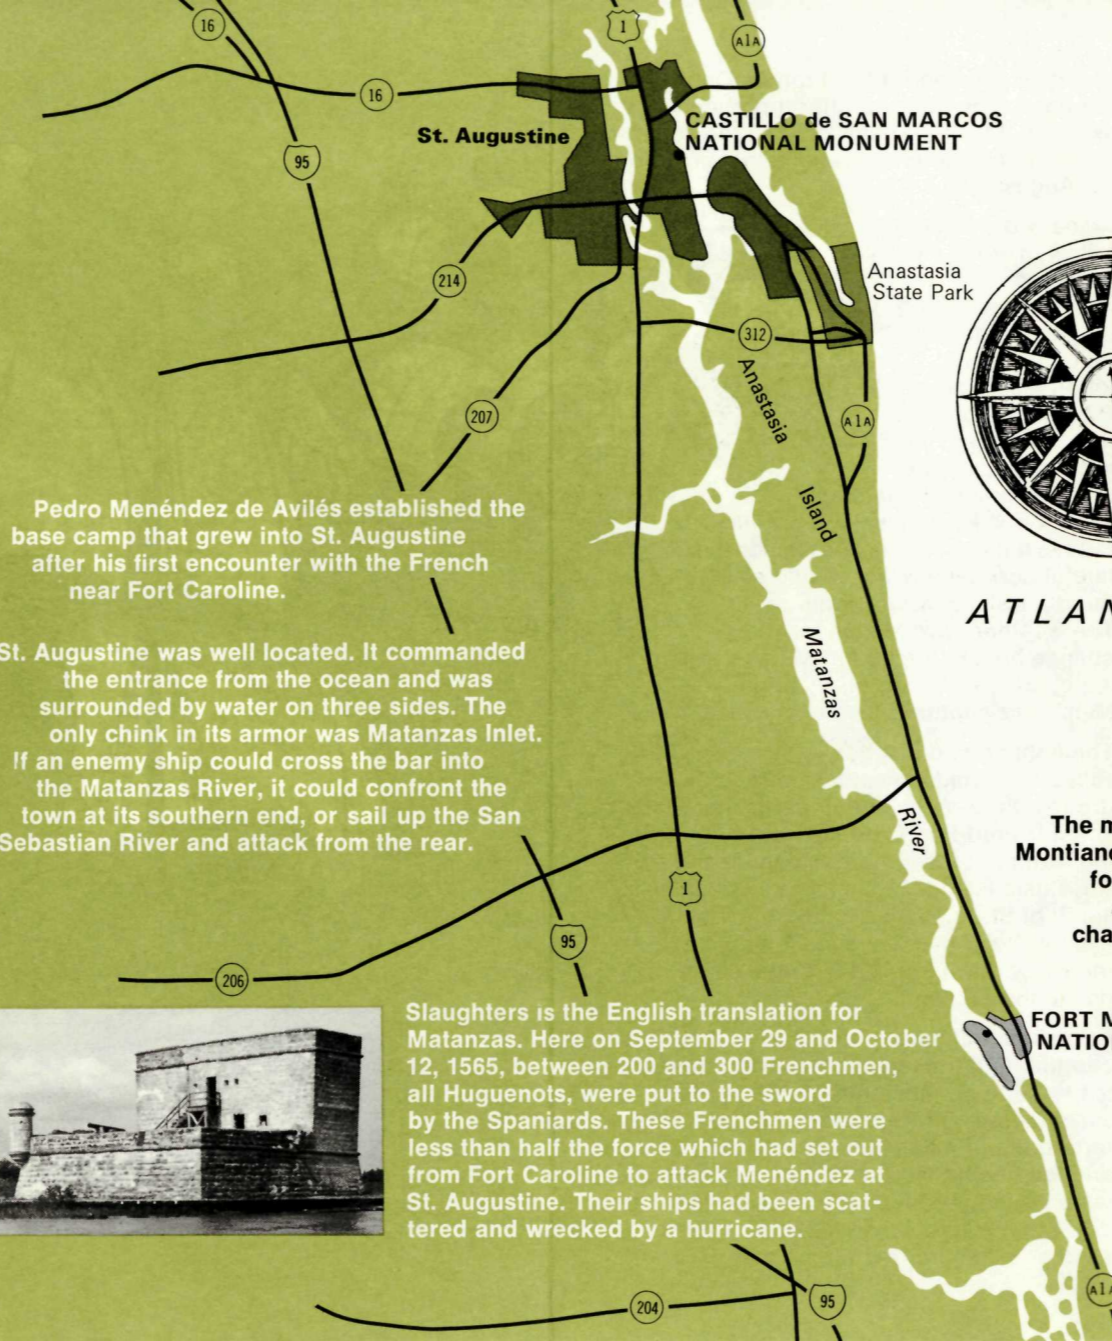 16
1
A1A
16
St. Augustine
CASTILLO de SAN MARCOS
NATIONAL MONUMENT
95
214
Anastasia
State Park
312
Anastasia
Island
207
A1A
Pedro Menéndez de Avilés established the
base camp that grew into St. Augustine
after his first encounter with the French
near Fort Caroline.
ATLAN
St. Augustine was well located. It commanded
the entrance from the ocean and was
surrounded by water on three sides. The
only chink in its armor was Matanzas Inlet.
If an enemy ship could cross the bar into
the Matanzas River, it could confront the
town at its southern end, or sail up the San
Sebastian River and attack from the rear.
Matanzas
River
The m
Montiano
fo
cha
1
95
206
Slaughters is the English translation for
Matanzas. Here on September 29 and October
12, 1565, between 200 and 300 Frenchmen,
all Huguenots, were put to the sword
by the Spaniards. These Frenchmen were
less than half the force which had set out
from Fort Caroline to attack Menéndez at
St. Augustine. Their ships had been scat-
tered and wrecked by a hurricane.
FORT M
NATIO
204
95
A1A